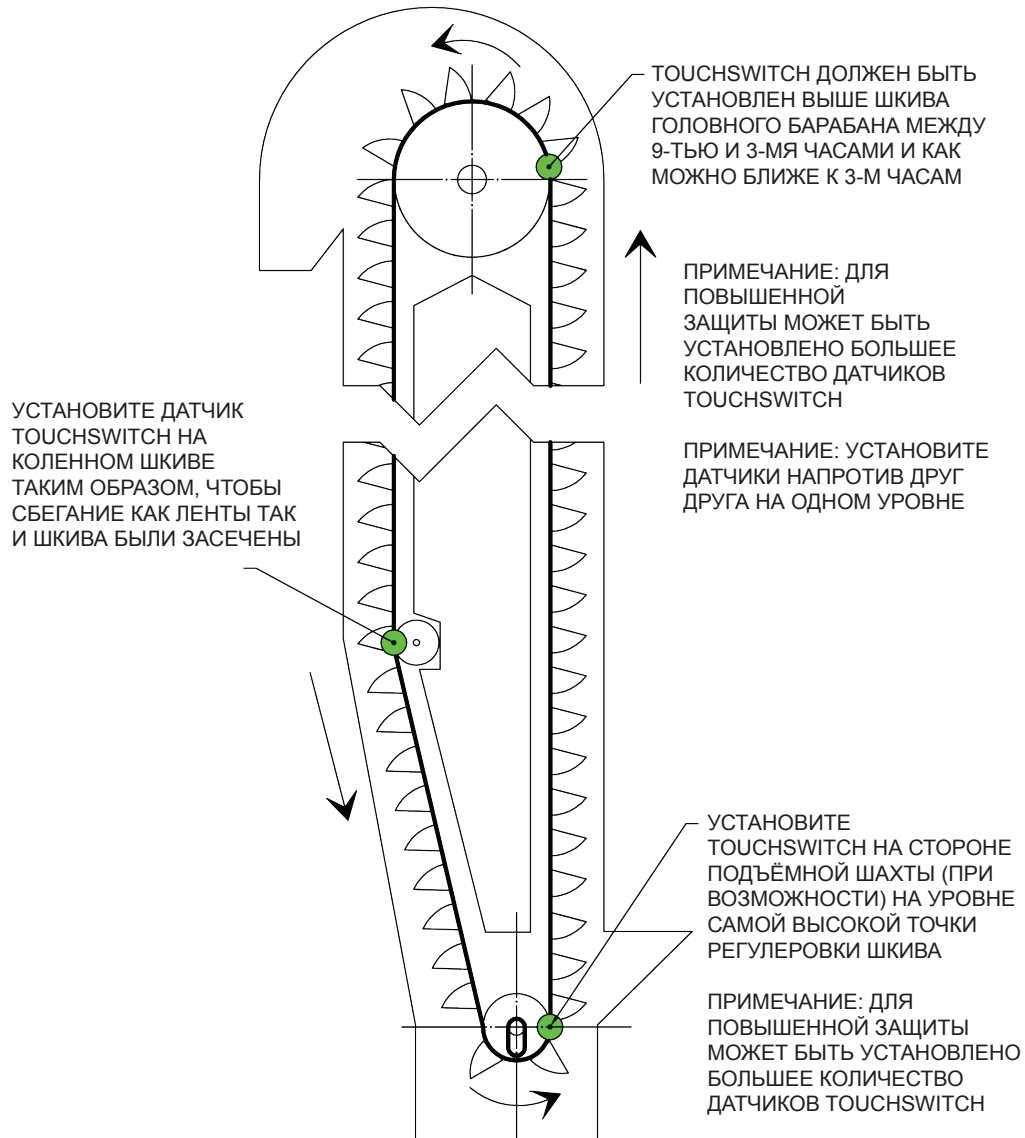 TOUCHSWITCH ДОЛЖЕН БЫТЬ
УСТАНОВЛЕН ВЫШЕ ШКИВА
ГОЛОВНОГО БАРАБАНА МЕЖДУ
9-ТЬЮ И 3-МЯ ЧАСАМИ И КАК
МОЖНО БЛИЖЕ К 3-М ЧАСАМ
ПРИМЕЧАНИЕ: ДЛЯ
ПОВЫШЕННОЙ
ЗАЩИТЫ МОЖЕТ БЫТЬ
УСТАНОВЛЕНО БОЛЬШЕЕ
КОЛИЧЕСТВО ДАТЧИКОВ
TOUCHSWITCH
ПРИМЕЧАНИЕ: УСТАНОВИТЕ
ДАТЧИКИ НАПРОТИВ ДРУГ
ДРУГА НА ОДНОМ УРОВНЕ
УСТАНОВИТЕ ДАТЧИК
TOUCHSWITCH НА
КОЛЕННОМ ШКИВЕ
ТАКИМ ОБРАЗОМ, ЧТОБЫ
СБЕГАНИЕ КАК ЛЕНТЫ ТАК
И ШКИВА БЫЛИ ЗАСЕЧЕНЫ
УСТАНОВИТЕ
TOUCHSWITCH НА СТОРОНЕ
ПОДЪЁМНОЙ ШАХТЫ (ПРИ
ВОЗМОЖНОСТИ) НА УРОВНЕ
САМОЙ ВЫСОКОЙ ТОЧКИ
РЕГУЛЕРОВКИ ШКИВА
ПРИМЕЧАНИЕ: ДЛЯ
ПОВЫШЕННОЙ ЗАЩИТЫ
МОЖЕТ БЫТЬ УСТАНОВЛЕНО
БОЛЬШЕЕ КОЛИЧЕСТВО
ДАТЧИКОВ TOUCHSWITCH